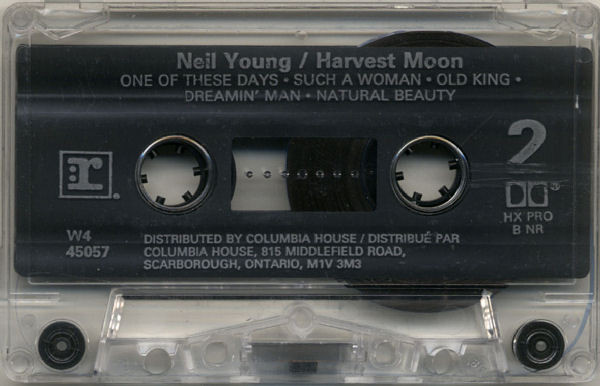 Neil Young / Harvest Moon
ONE OF THESE DAYS • SUCH A WOMAN • OLD KING •
DREAMIN' MAN • NATURAL BEAUTY
r®
2
HX PRO
B NR
W4
45057
DISTRIBUTED BY COLUMBIA HOUSE / DISTRIBUÉ PAR
COLUMBIA HOUSE, 815 MIDDLEFIELD ROAD,
SCARBOROUGH, ONTARIO, M1V 3M3